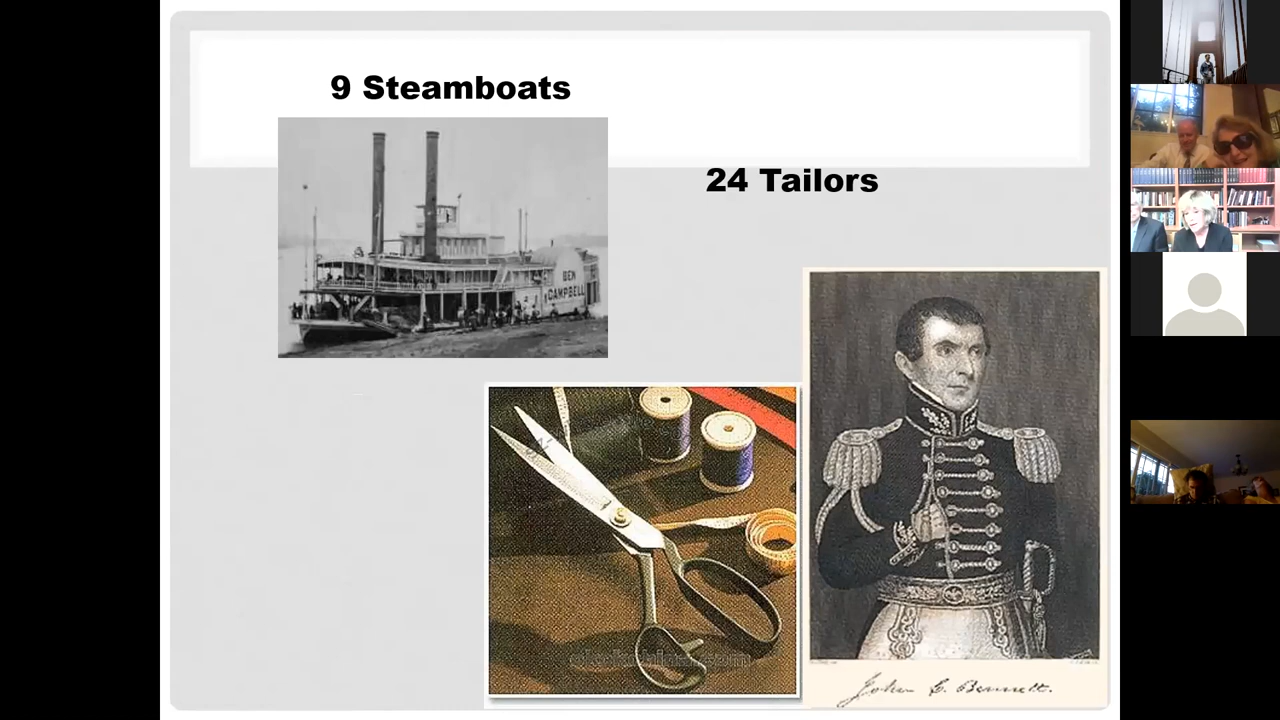 9 Steamboats
24 Tailors
BEN
CAMPBELL
John C. Bennett.